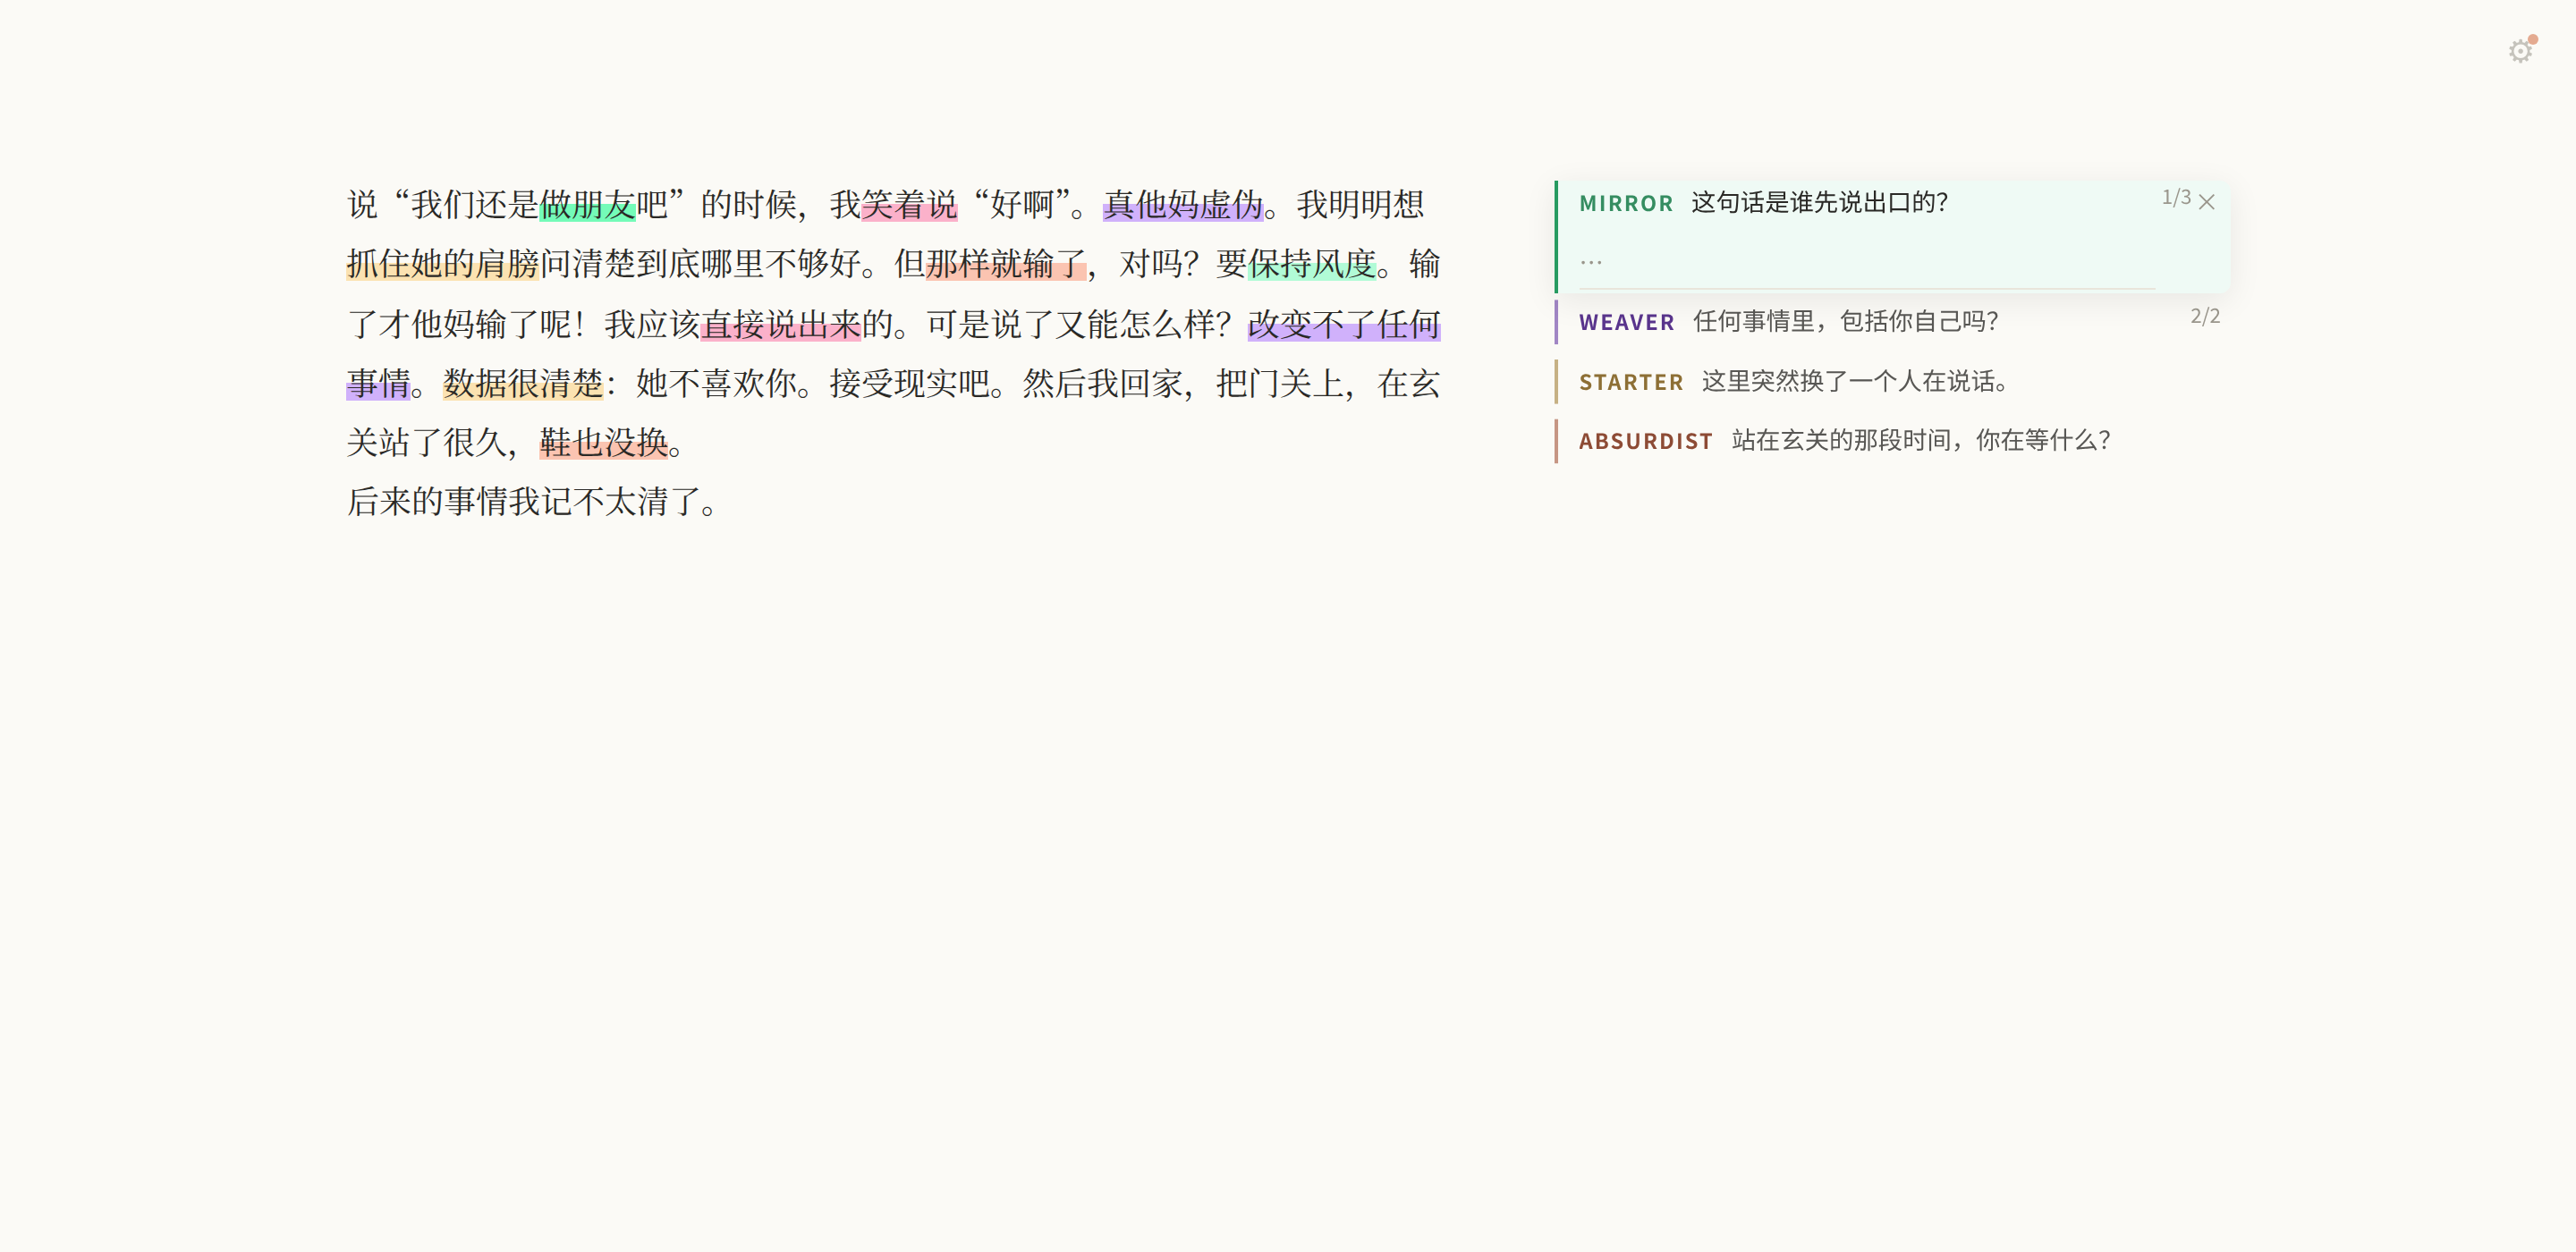 说“我们还是做朋友吧”的时候，我笑着说“好啊”。真他妈虚伪。我明明想
抓住她的肩膀问清楚到底哪里不够好。但那样就输了，对吗？要保持风度。输
了才他妈输了呢！我应该直接说出来的。可是说了又能怎么样？改变不了任何
事情。数据很清楚：她不喜欢你。接受现实吧。然后我回家，把门关上，在玄
关站了很久，鞋也没换。
后来的事情我记不太清了。
MIRROR 这句话是谁先说出口的？ 1/3 ×
...
WEAVER 任何事情里，包括你自己吗？ 2/2
STARTER 这里突然换了一个人在说话。
ABSURDIST 站在玄关的那段时间，你在等什么？